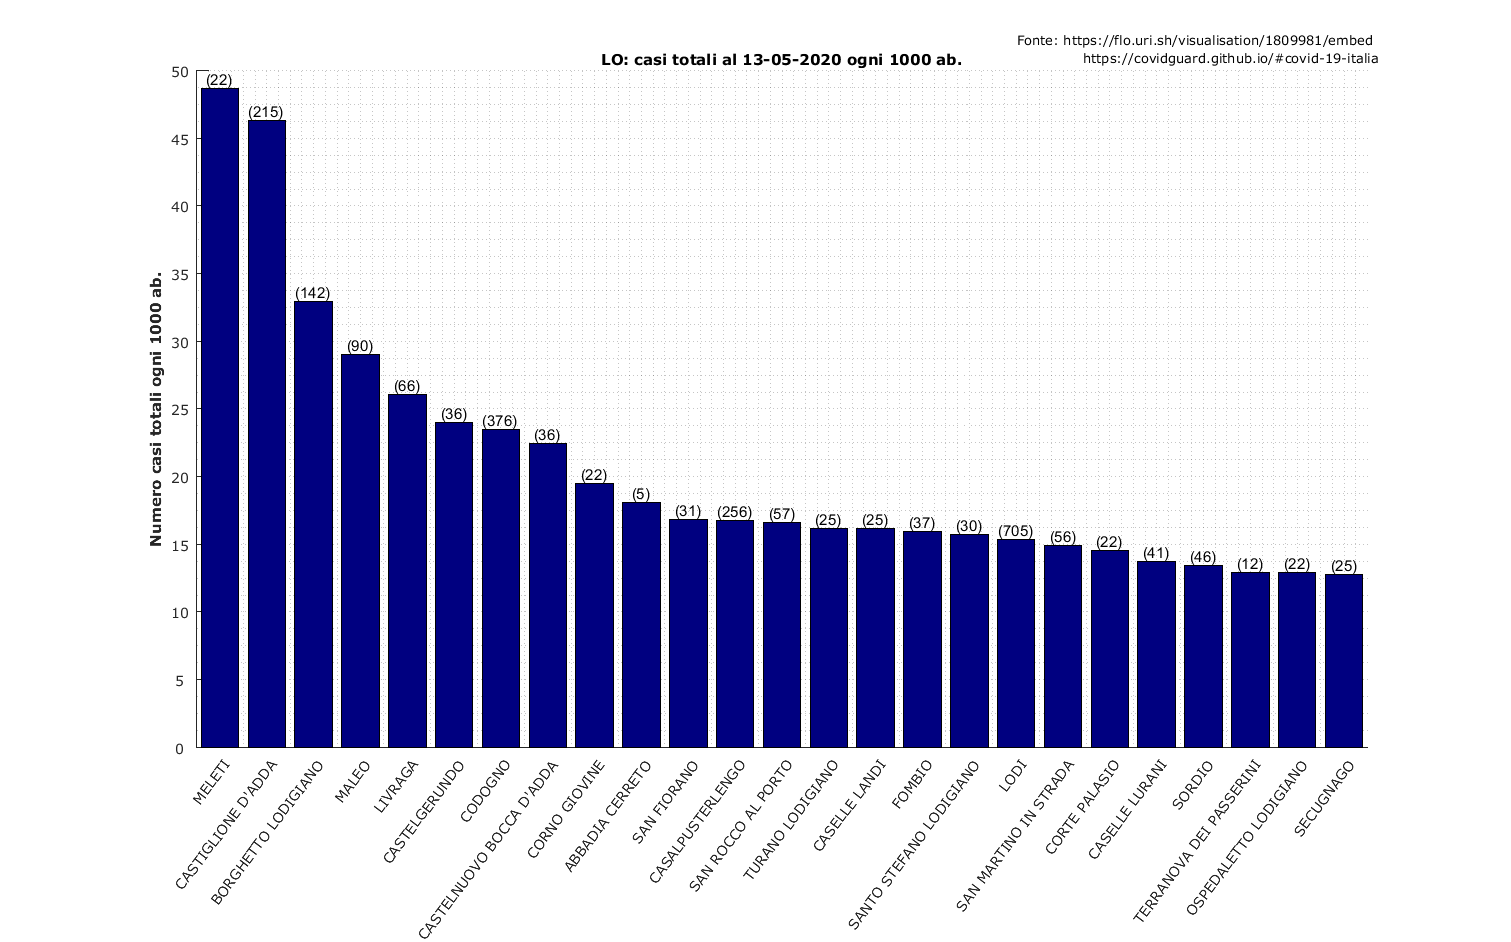 Fonte: https://flo.uri.sh/visualisation/1809981/embed
https://covidguard.github.io/#covid-19-italia
LO: casi totali al 13-05-2020 ogni 1000 ab.
Numero casi totali ogni 1000 ab.
50
45
40
35
30
25
20
15
10
5
0
(22)
(215)
(142)
(90)
(66)
(36)
(376)
(36)
(22)
(5)
(31)
(256)
(57)
(25)
(25)
(37)
(30)
(705)
(56)
(22)
(41)
(46)
(12)
(22)
(25)
MELETI
CASTIGLIONE D'ADDA
BORGHETTO LODIGIANO
MALEO
LIVRAGA
CASTELGERUNDO
CODOGNO
CASTELNUOVO BOCCA D'ADDA
CORNO GIOVINE
ABBADIA CERRETO
SAN FIORANO
CASALPUSTERLENGO
SAN ROCCO AL PORTO
TURANO LODIGIANO
CASELLE LANDI
FOMBIO
SANTO STEFANO LODIGIANO
LODI
SAN MARTINO IN STRADA
CORTE PALASIO
CASELLE LURANI
SORDIO
TERRANOVA DEI PASSERINI
OSPEDALETTO LODIGIANO
SECUGNAGO